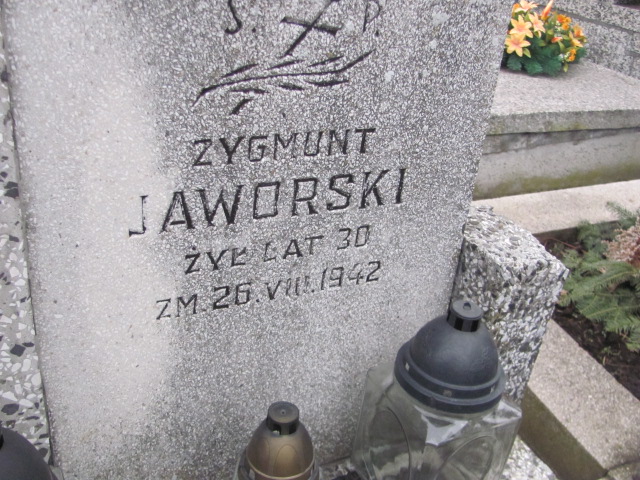 S P.
ZYGMUNT
JAWORSKI
ŻYŁ LAT 30
ZM.26.VIII.1942